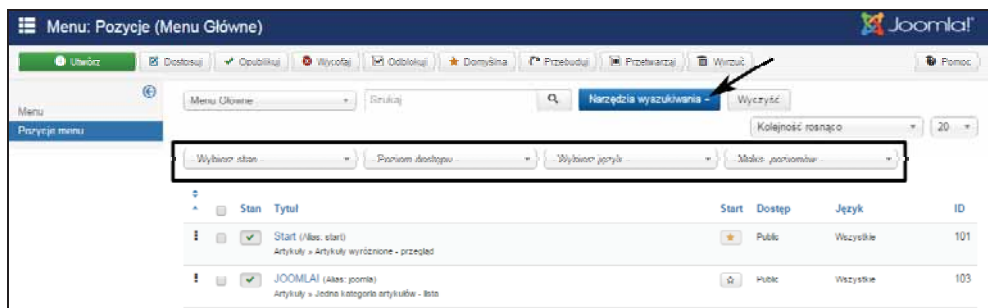 Menu: Pozycje (Menu Główne)
Joomla!®
Utwórz Dostosuj Opublikuj Wycofaj Odblokuj Domyślna Przebuduj Przetwarzaj Wyrzuć Pomoc
Menu Główne Szukaj Narzędzia wyszukiwania Wyczyść
Menu
Pozycje menu
Kolejność rosnąco 20
- Wybierz stan - - Poziom dostępu - - Wybierz język - - Maks. poziomów -
Stan Tytuł Start Dostęp Język ID
Start (Alias: start) Public Wszystkie 101
Artykuły » Artykuły wyróżnione - przegląd
JOOMLA! (Alias: joomla) Public Wszystkie 103
Artykuły » Jedna kategoria artykułów - lista